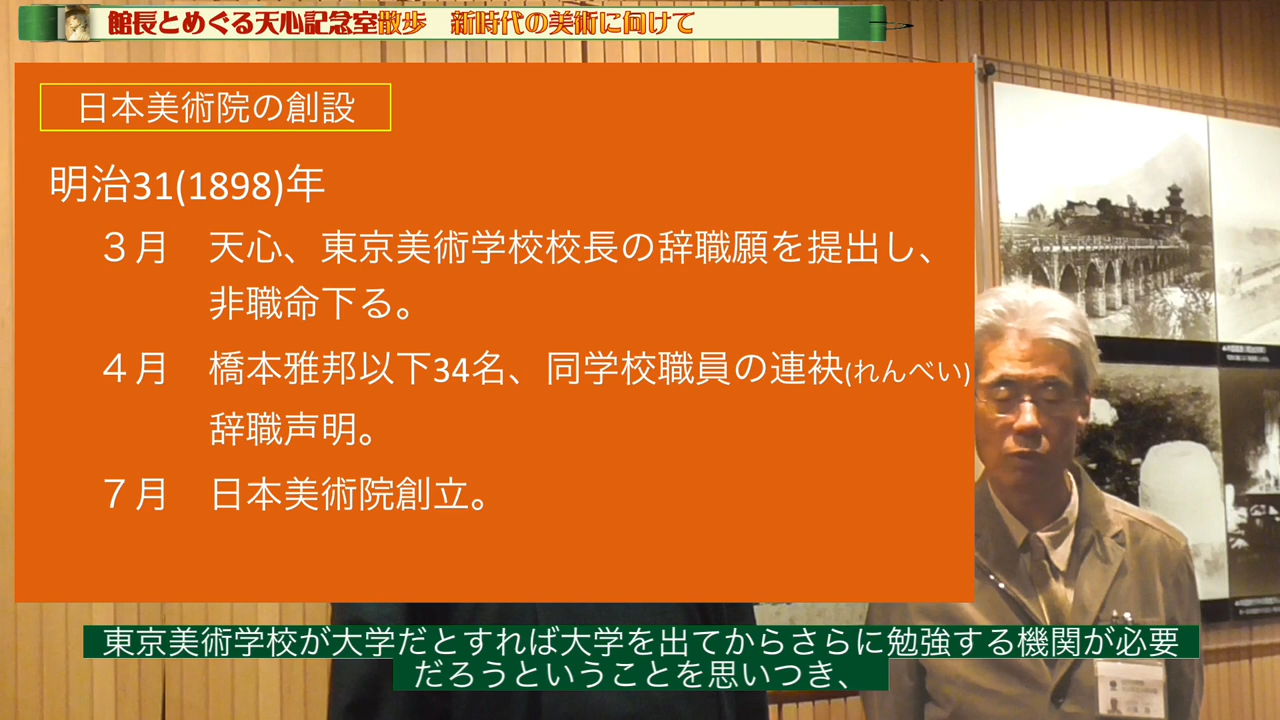 館長とめぐる天心記念室散歩　新時代の美術に向けて
日本美術院の創設
明治31(1898)年
３月　天心、東京美術学校校長の辞職願を提出し、
非職命下る。
４月　橋本雅邦以下34名、同学校職員の連袂(れんべい)
辞職声明。
７月　日本美術院創立。
東京美術学校が大学だとすれば大学を出てからさらに勉強する機関が必要
だろうということを思いつき、